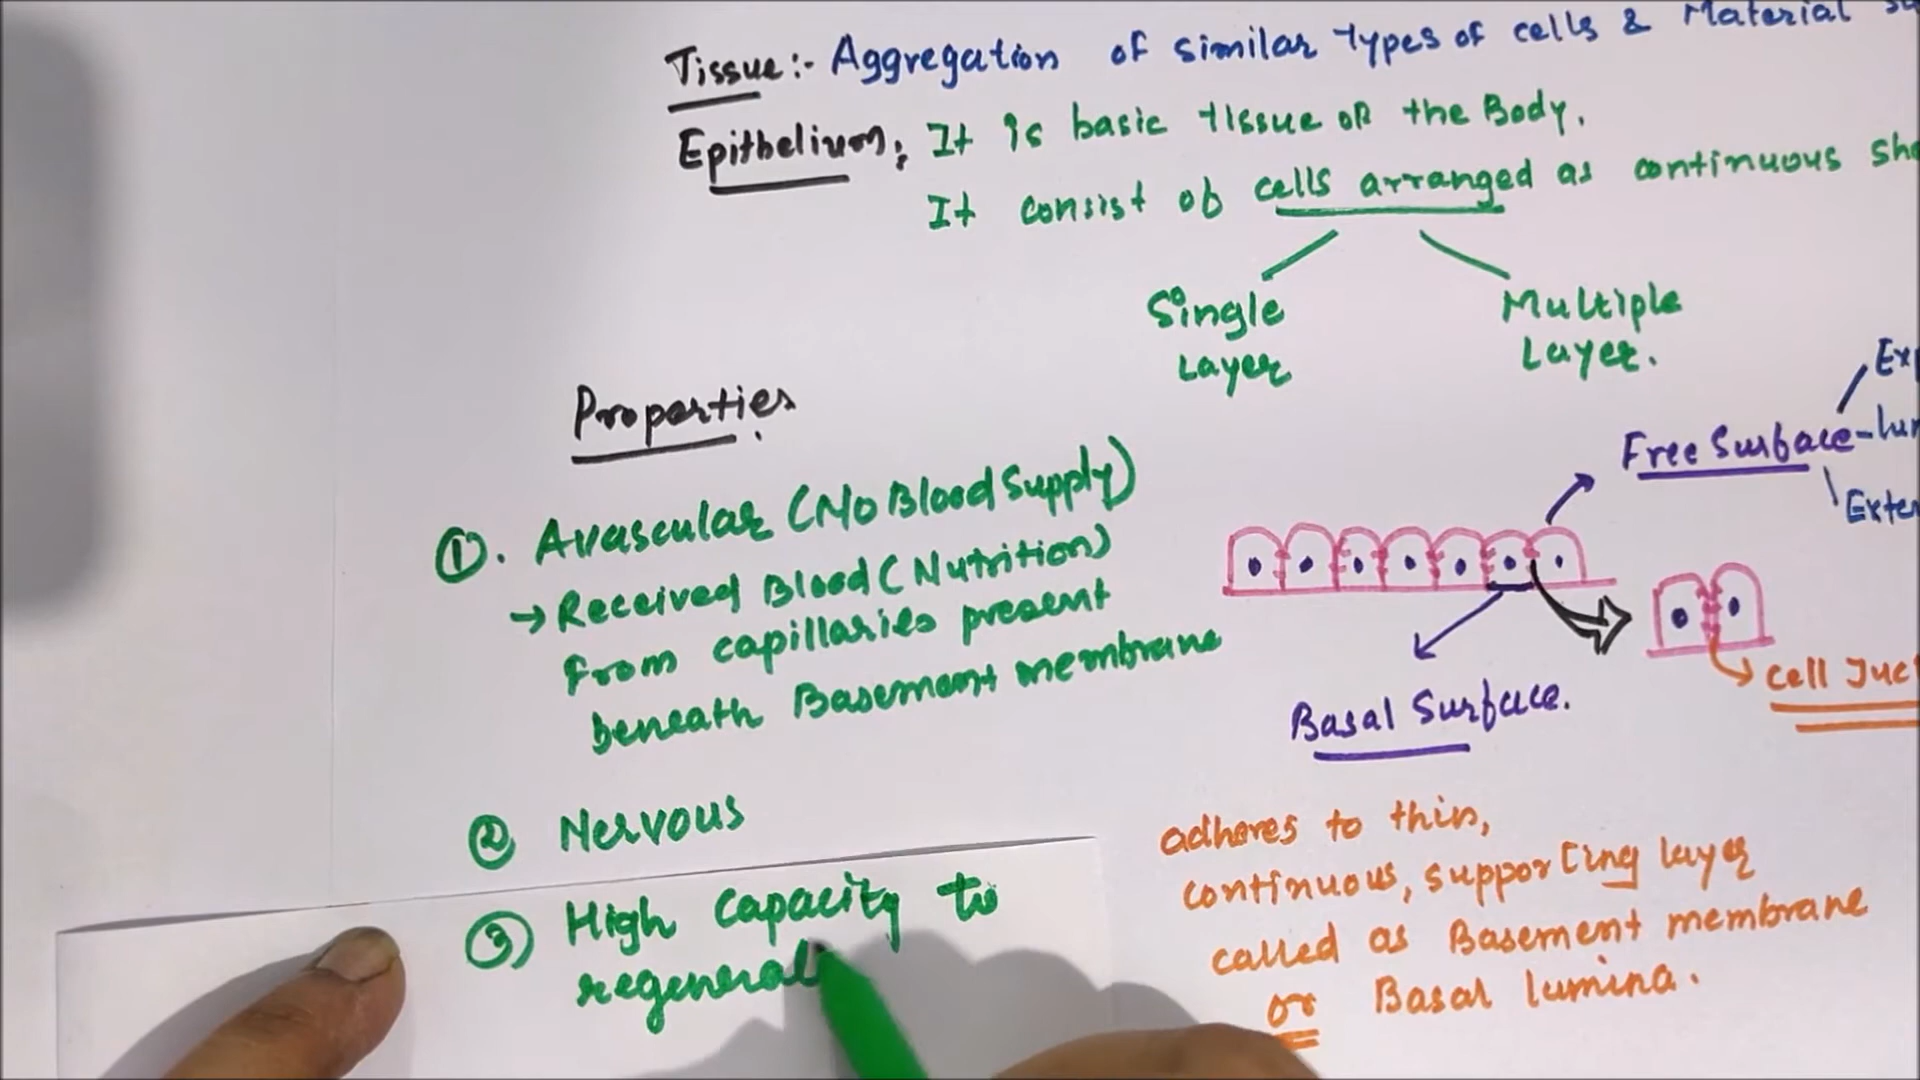 Tissue:- Aggregation of similar types of cells & Material
Epithelium: It is basic tissue of the Body.
It consist of cells arranged as continuous
Single Layer
Multiple Layer.
Properties
①. Avascular (No Blood Supply)
→ Received Blood (Nutrition)
from capillaries present
beneath Basement membrane
② Nervous
③ High capacity to
regenerat
Free Surface
Basal Surface.
Cell
adheres to thin,
continuous, supporting layer
called as Basement membrane
or Basal lumina.